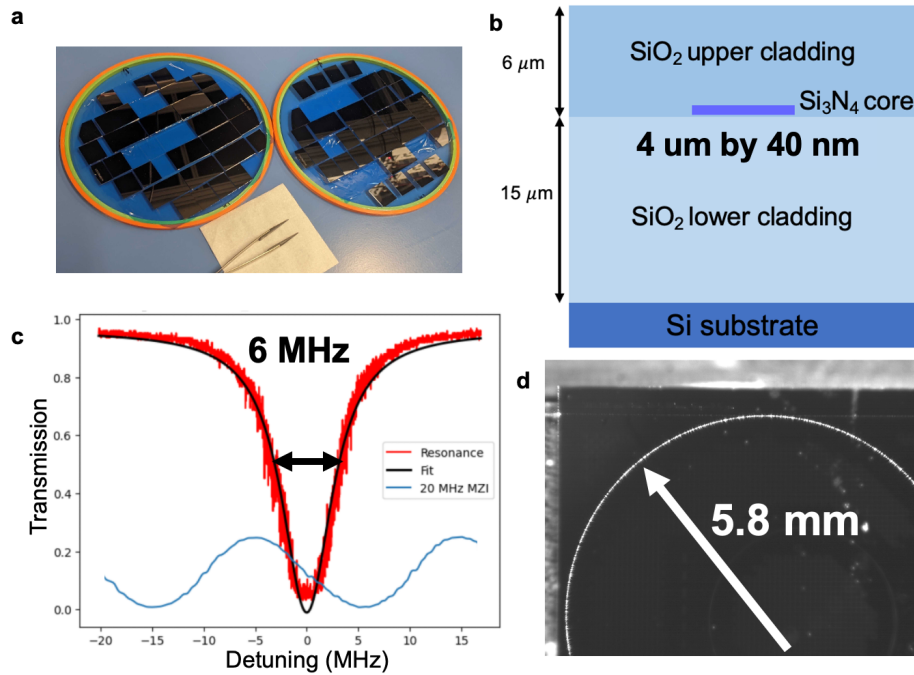 a
b
6 μm
SiO₂ upper cladding
Si₃N₄ core
4 um by 40 nm
15 μm
SiO₂ lower cladding
Si substrate
c
1.0
0.8
0.6
0.4
0.2
0.0
Transmission
6 MHz
Resonance
Fit
20 MHz MZI
−20
−15
−10
−5
0
5
10
15
Detuning (MHz)
d
5.8 mm